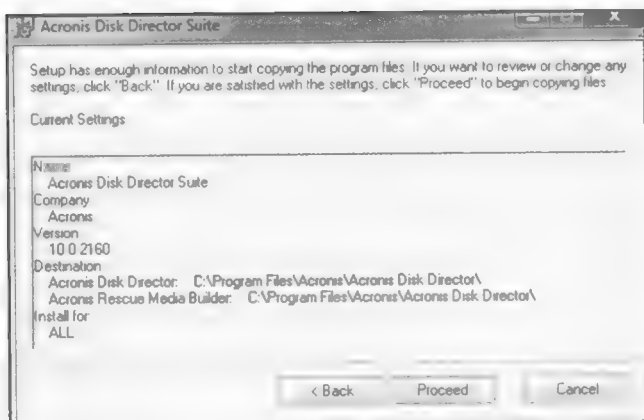 Acronis Disk Director Suite
Setup has enough information to start copying the program files. If you want to review or change any
settings, click "Back". If you are satisfied with the settings, click "Proceed" to begin copying files
Current Settings
Name
Acronis Disk Director Suite
Company
Acronis
Version
10.0.2160
Destination
Acronis Disk Director: C:\Program Files\Acronis\Acronis Disk Director\
Acronis Rescue Media Builder: C:\Program Files\Acronis\Acronis Disk Director\
Install for
ALL
< Back
Proceed
Cancel